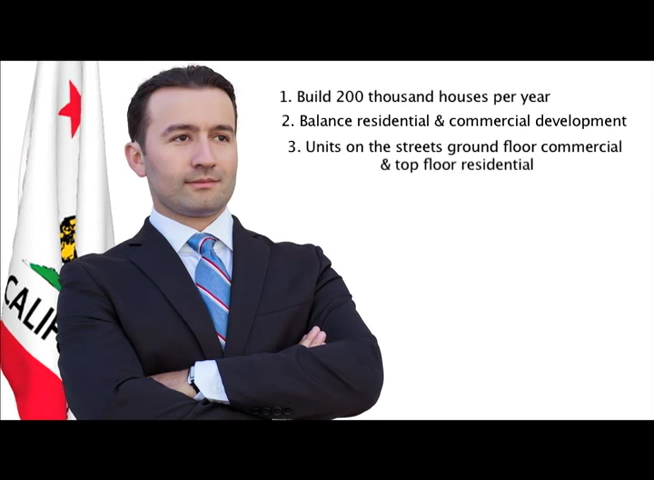 1. Build 200 thousand houses per year
2. Balance residential & commercial development
3. Units on the streets ground floor commercial
& top floor residential
CALIF